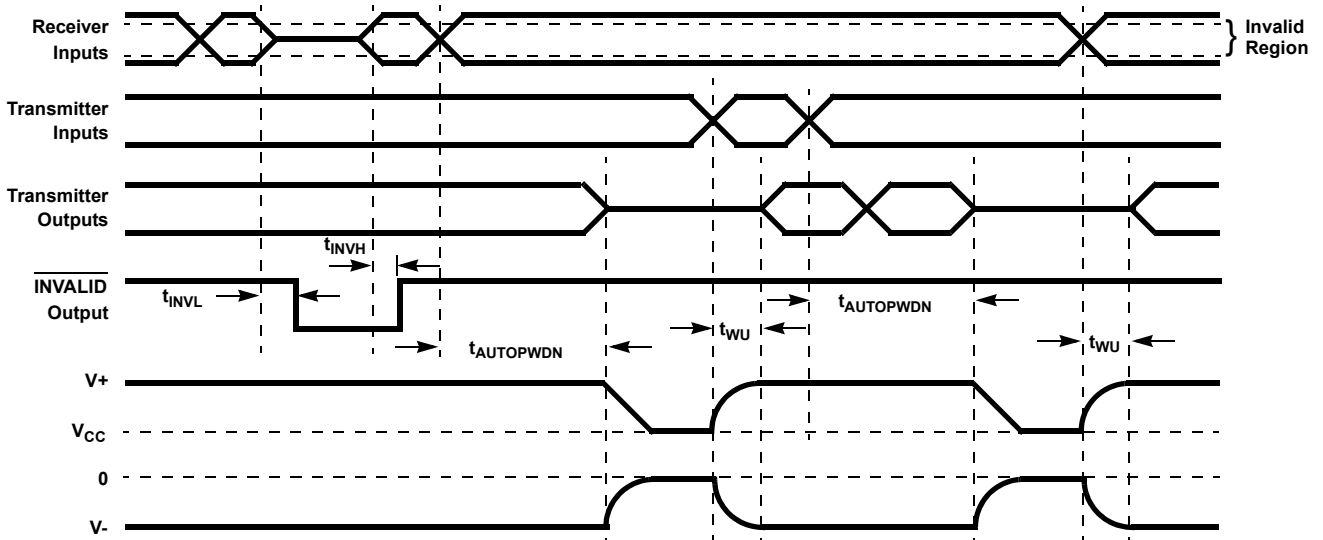 Receiver
Inputs
} Invalid
Region
Transmitter
Inputs
Transmitter
Outputs
tINVH
INVALID
Output
tINVL
tAUTOPWDN
tWU
tAUTOPWDN
tWU
V+
VCC
0
V-